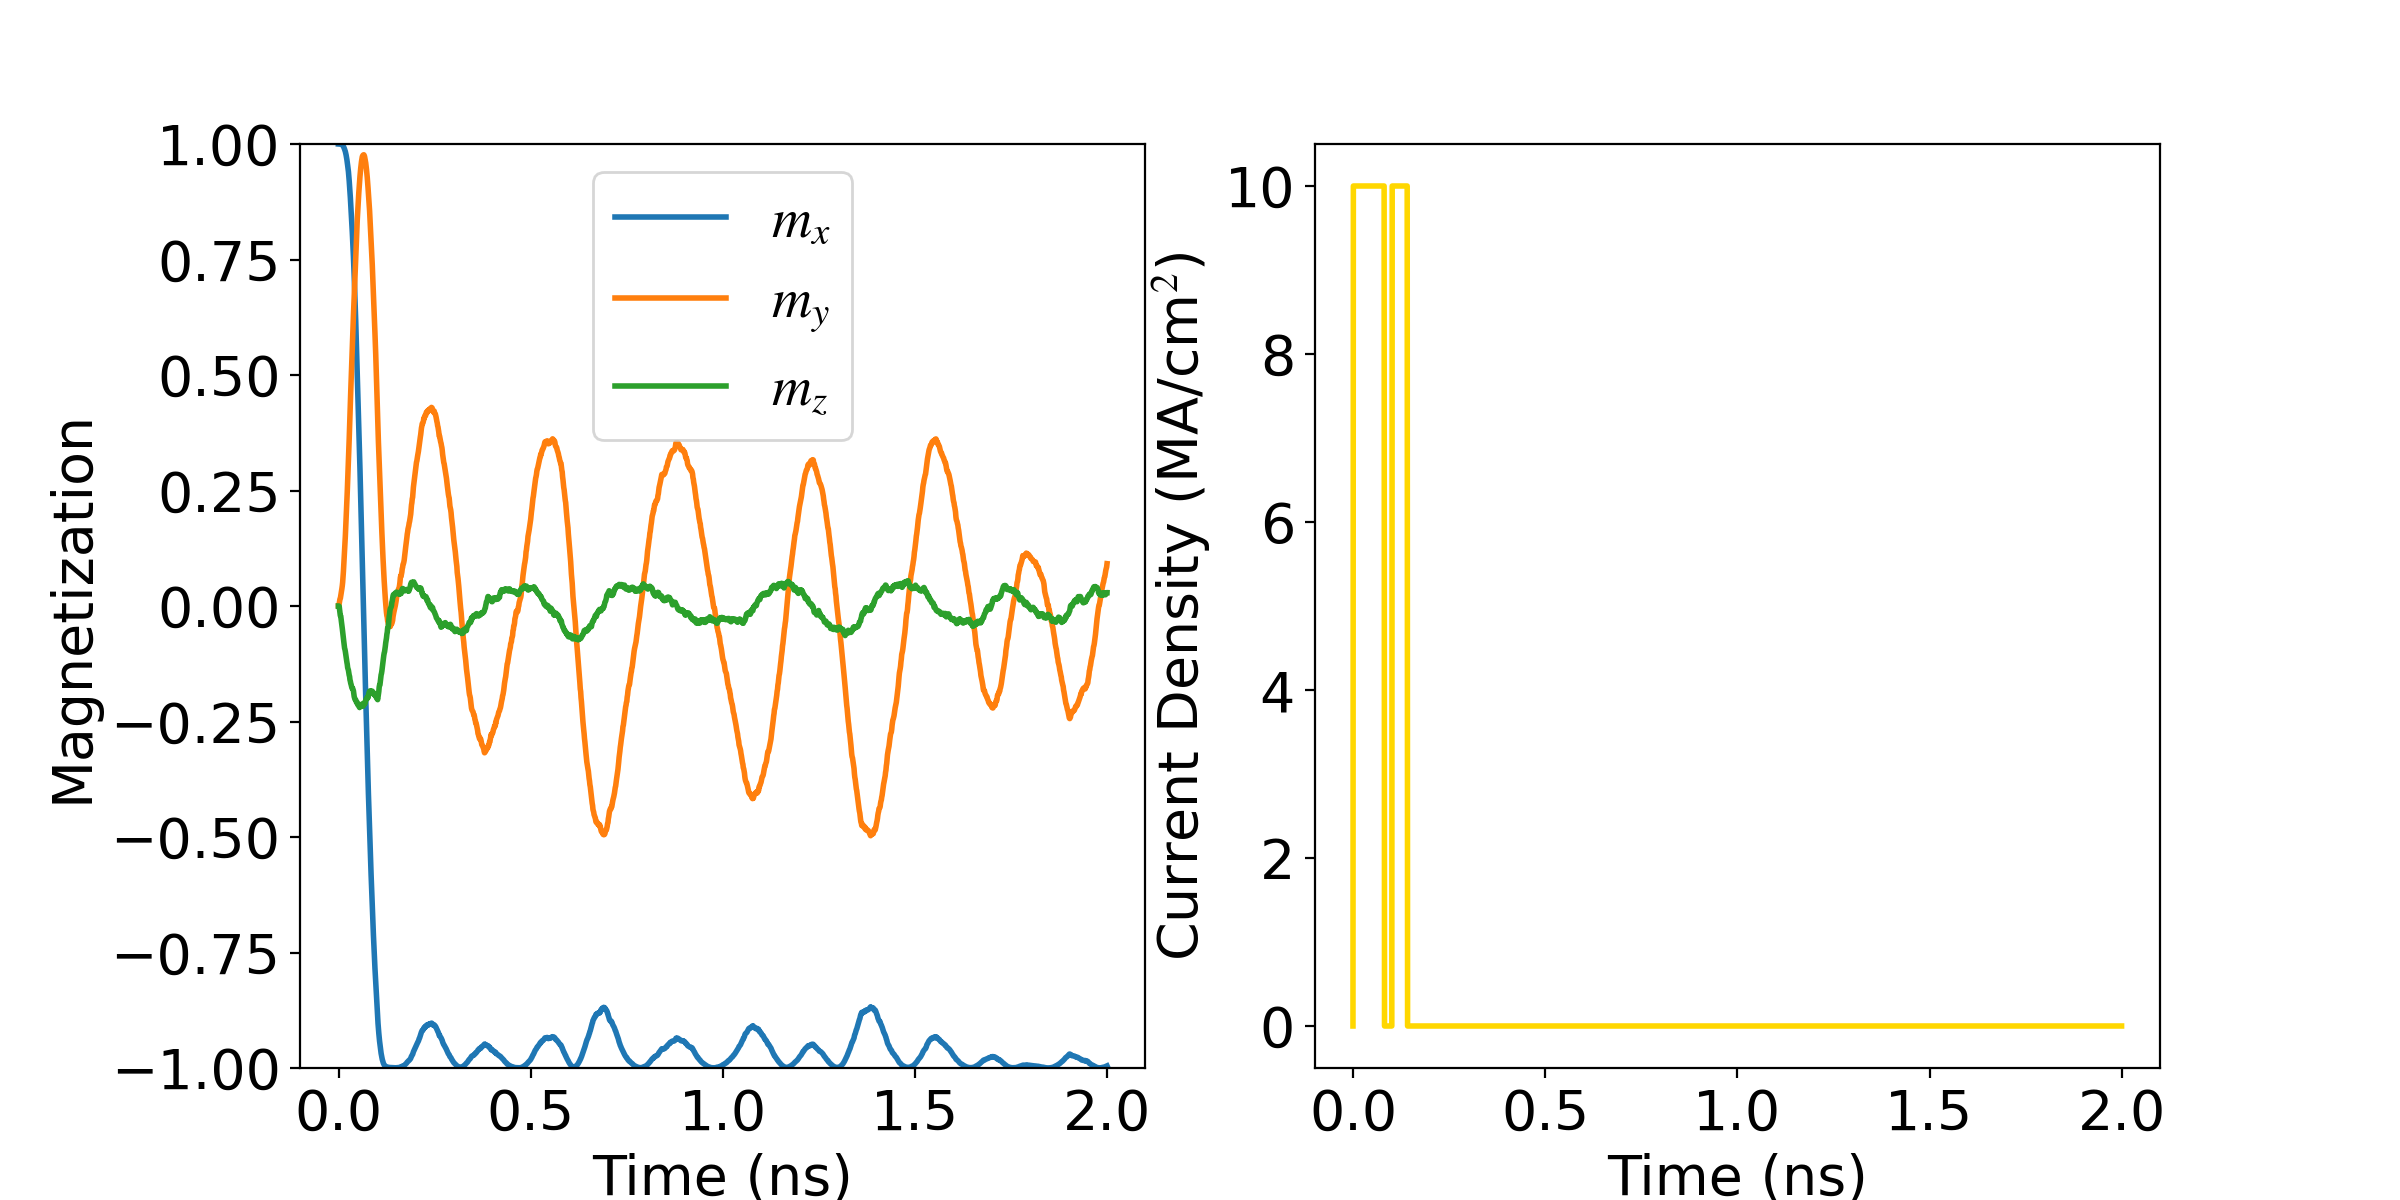 Magnetization
1.00
0.75
0.50
0.25
0.00
−0.25
−0.50
−0.75
−1.00
0.0 0.5 1.0 1.5 2.0
Time (ns)
m_x
m_y
m_z
Current Density (MA/cm²)
10
8
6
4
2
0
0.0 0.5 1.0 1.5 2.0
Time (ns)